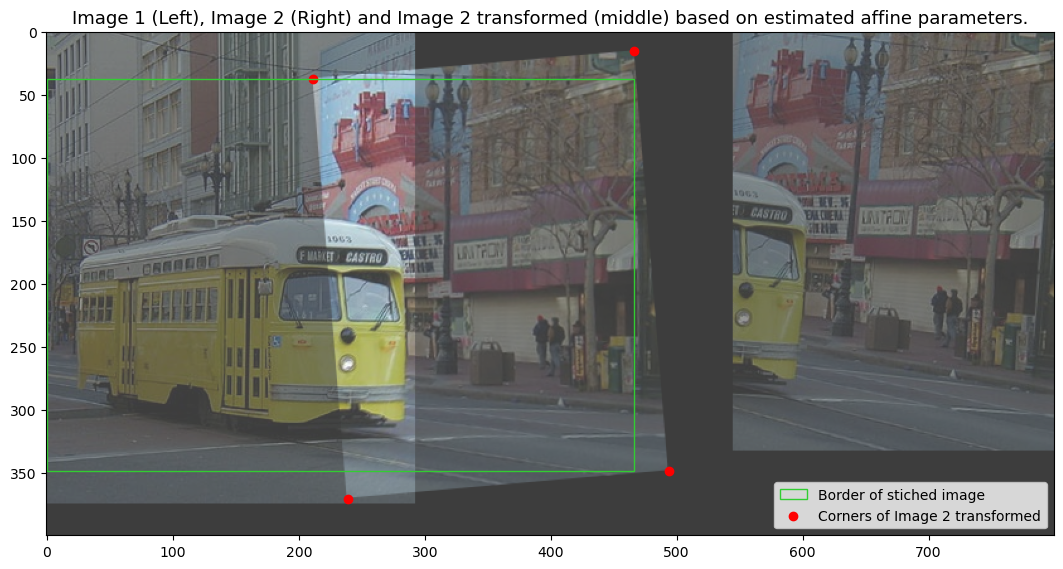 Image 1 (Left), Image 2 (Right) and Image 2 transformed (middle) based on estimated affine parameters.
0
50
100
150
200
250
300
350
0
100
200
300
400
500
600
700
1063
F MARKET CASTRO
UNITRON
1063
CASTRO
UNITRON
Border of stiched image
Corners of Image 2 transformed